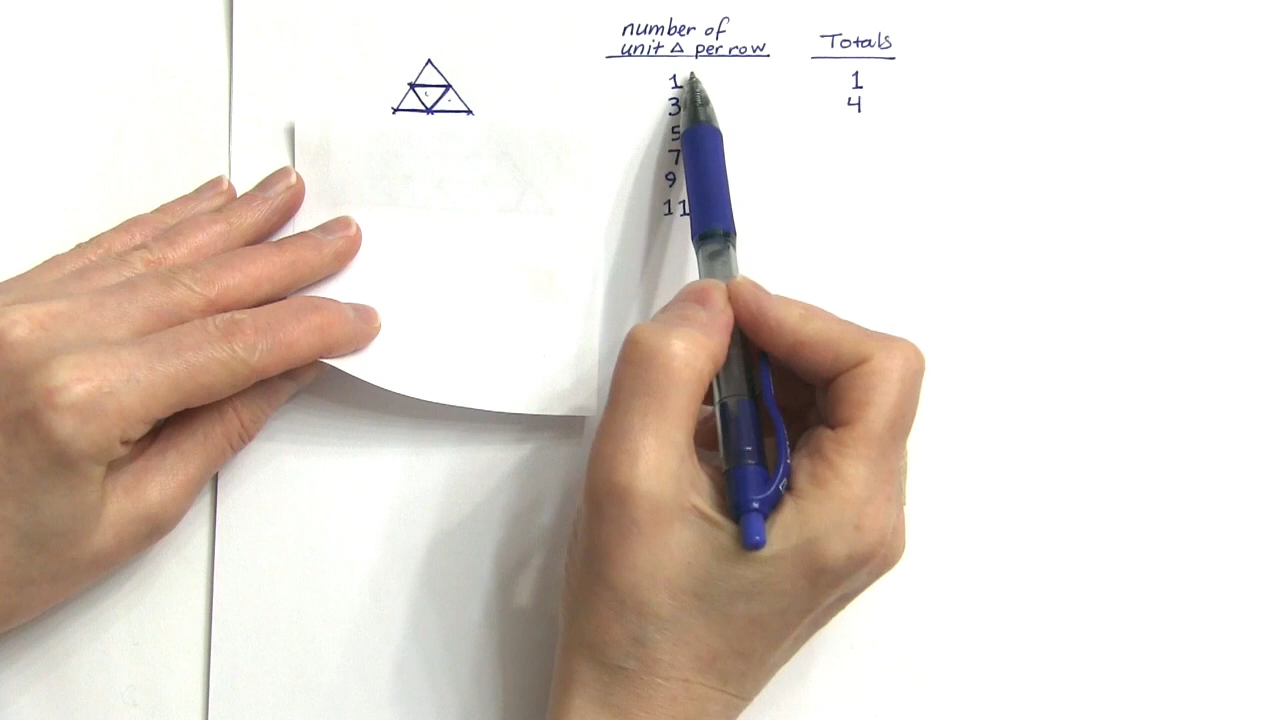 number of
unit △ per row
Totals
1 1
3 4
5
7
9
11